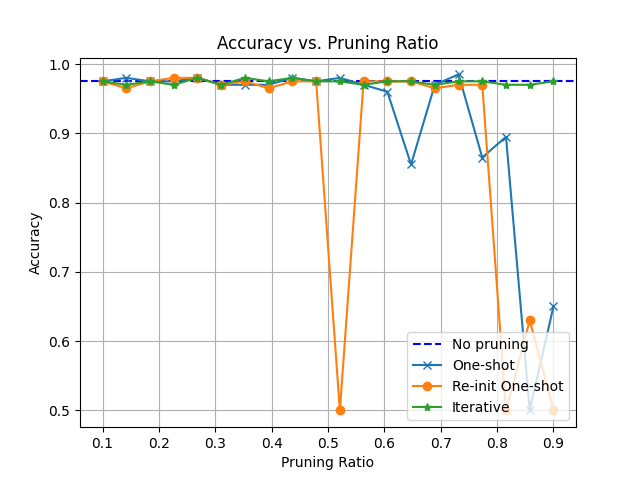 Accuracy vs. Pruning Ratio
1.0
0.9
0.8
0.7
0.6
0.5
Accuracy
No pruning
One-shot
Re-init One-shot
Iterative
0.1 0.2 0.3 0.4 0.5 0.6 0.7 0.8 0.9
Pruning Ratio